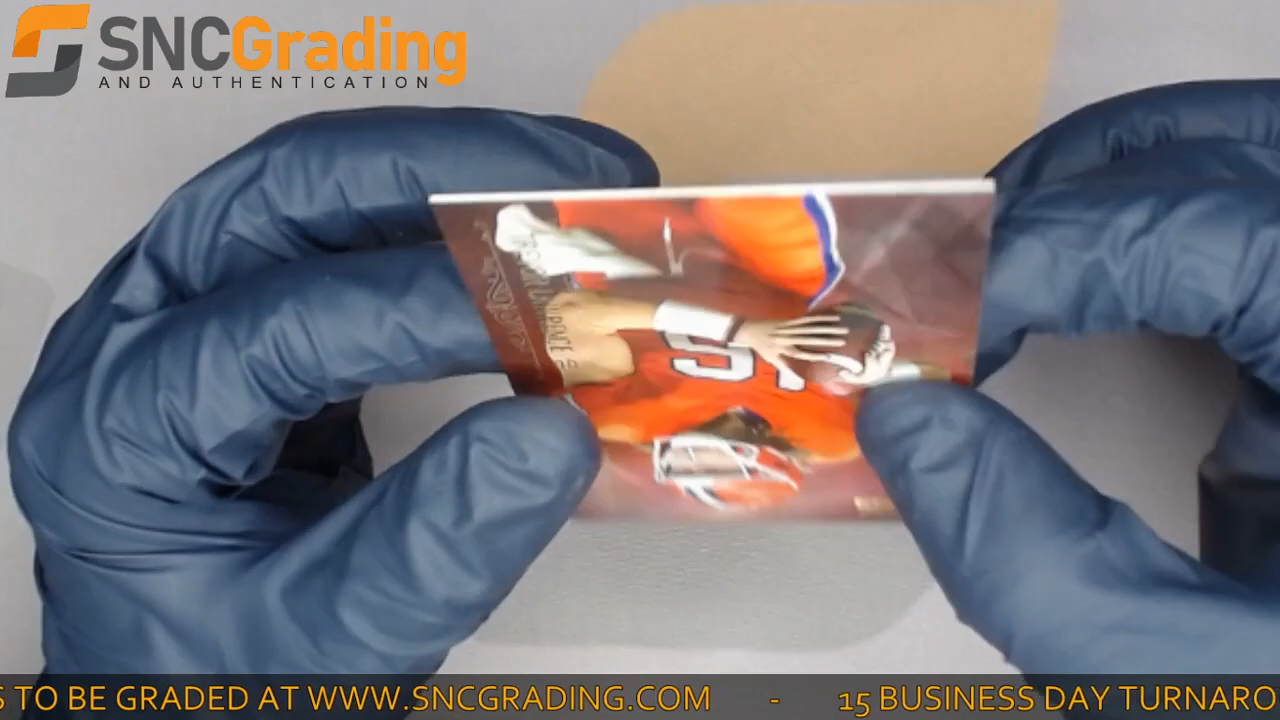 SNCGrading
AND AUTHENTICATION
S TO BE GRADED AT WWW.SNCGRADING.COM - 15 BUSINESS DAY TURNARO